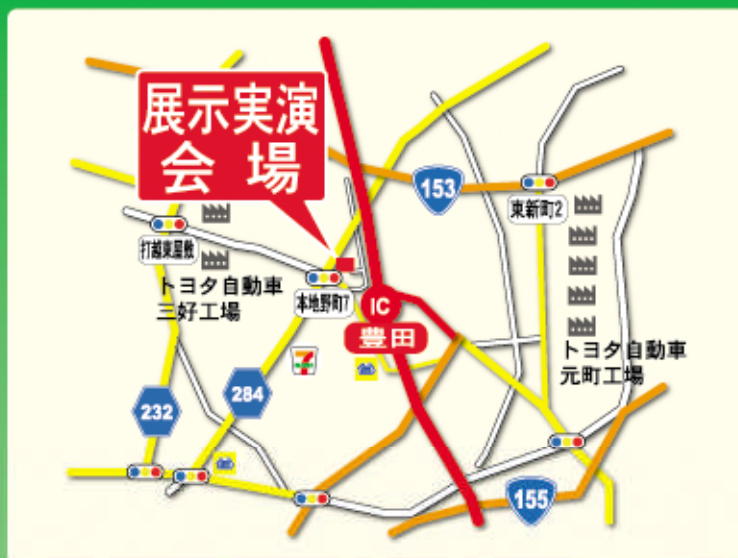 展示実演
会場
153
東新町2
打越東屋敷
トヨタ自動車
三好工場
本地野町7
IC
豊田
トヨタ自動車
元町工場
7
284
232
155